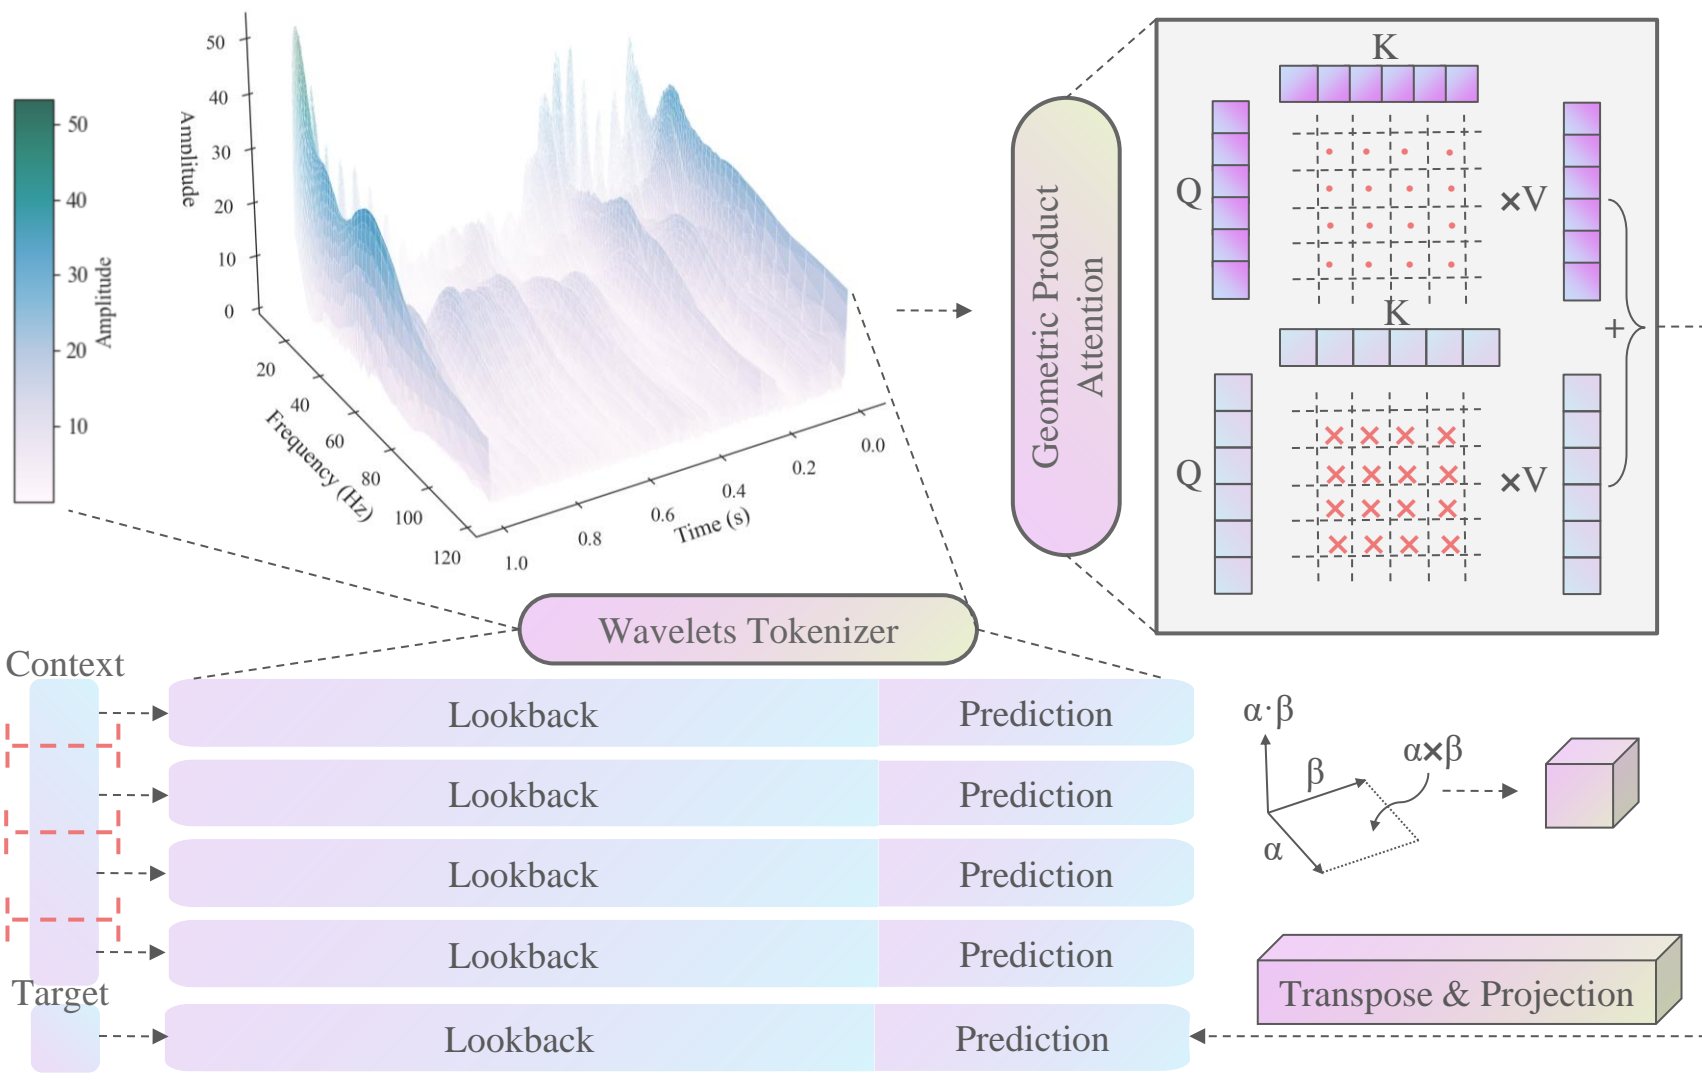 50
40
30
20
10
Amplitude
50
40
30
20
10
0
Amplitude
20
40
60
80
100
120
Frequency (Hz)
1.0
0.8
0.6
0.4
0.2
0.0
Time (s)
Geometric Product
Attention
K
Q
×V
K
Q
×V
+
Wavelets Tokenizer
Context
Lookback Prediction
Lookback Prediction
Lookback Prediction
Lookback Prediction
Target
Lookback Prediction
α·β
β
α×β
α
Transpose & Projection